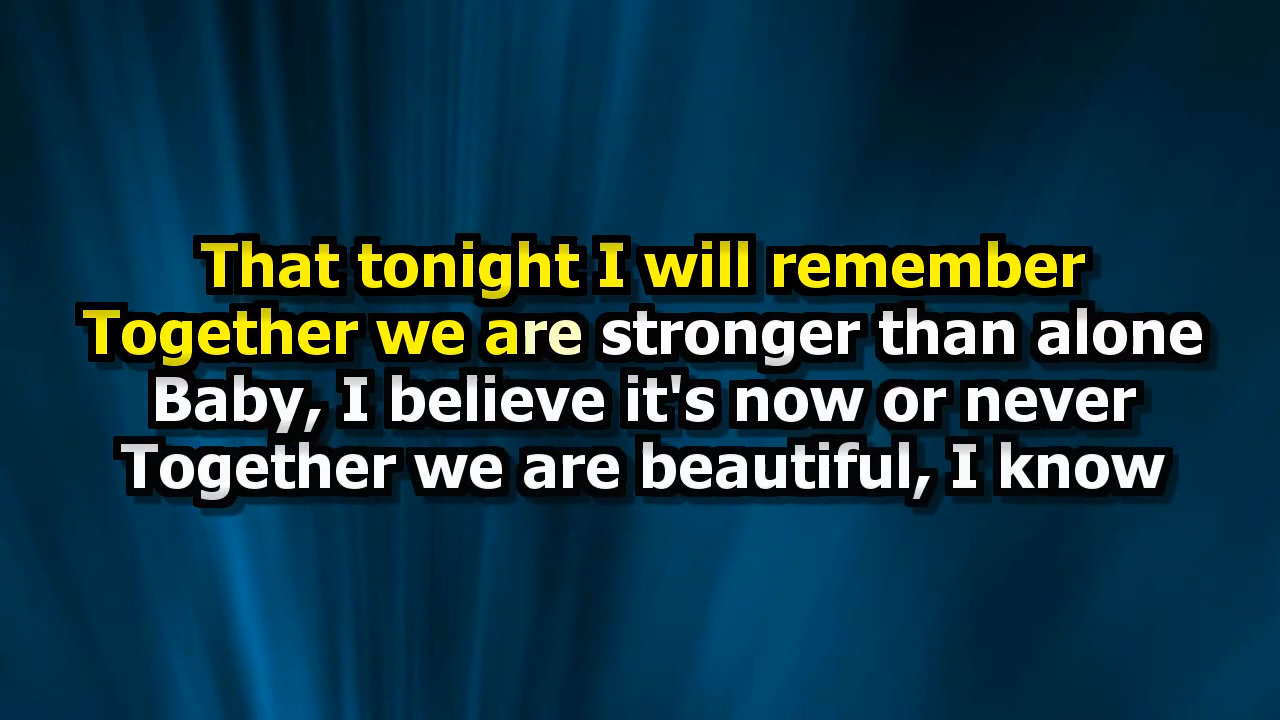 That tonight I will remember
Together we are stronger than alone
Baby, I believe it's now or never
Together we are beautiful, I know